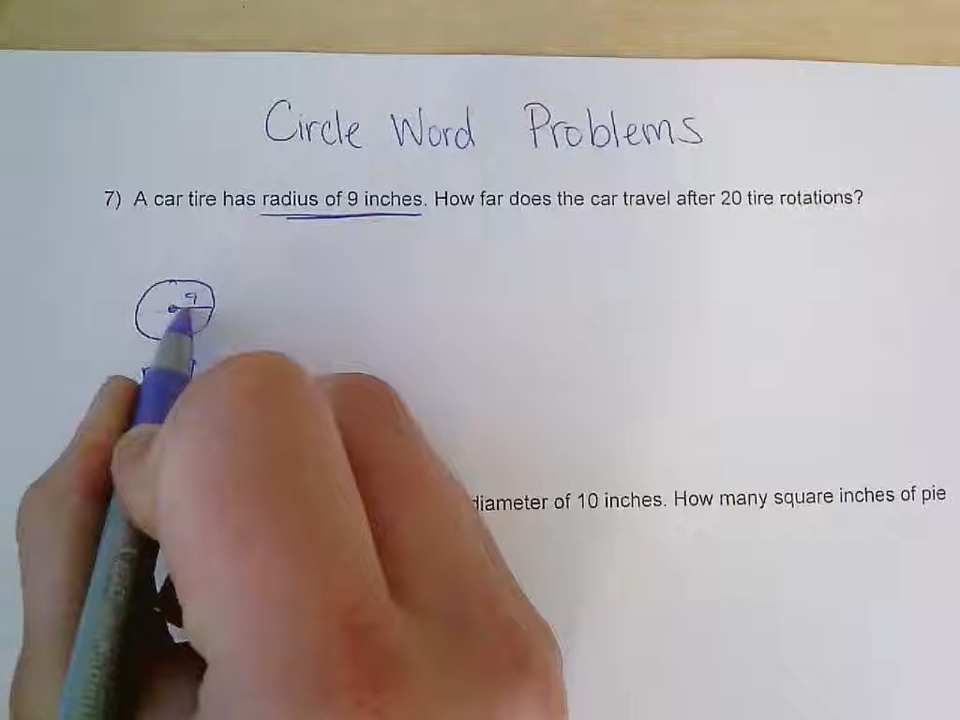 Circle Word Problems
7) A car tire has radius of 9 inches. How far does the car travel after 20 tire rotations?
9
diameter of 10 inches. How many square inches of pie